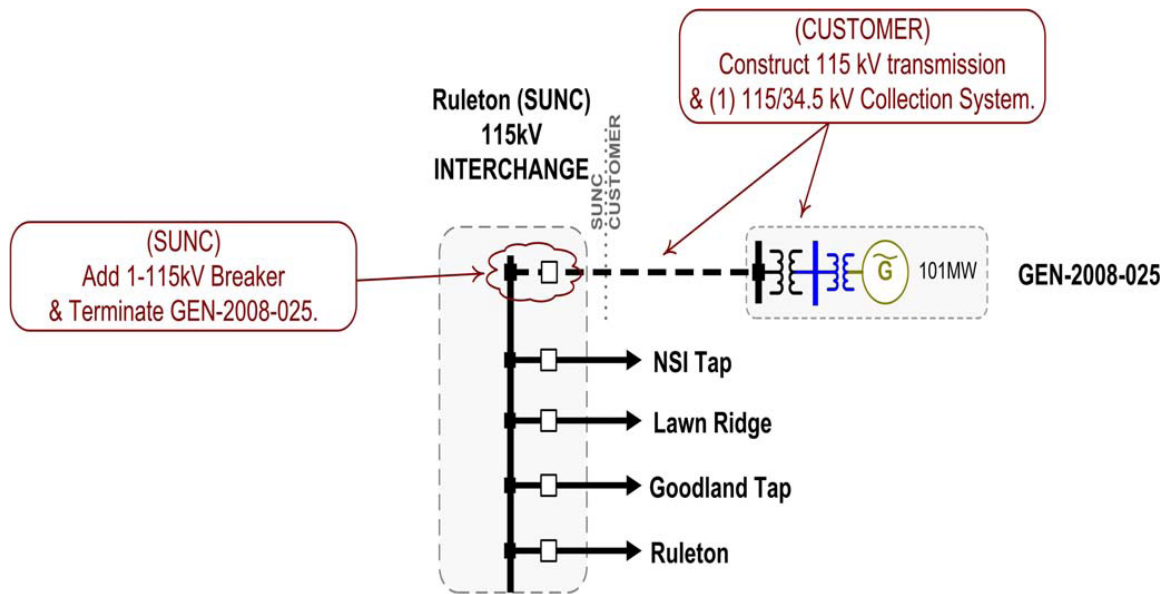 (CUSTOMER)
Construct 115 kV transmission
& (1) 115/34.5 kV Collection System.
Ruleton (SUNC)
115kV
INTERCHANGE
SUNC
CUSTOMER
(SUNC)
Add 1-115kV Breaker
& Terminate GEN-2008-025.
G
101MW
GEN-2008-025
NSI Tap
Lawn Ridge
Goodland Tap
Ruleton